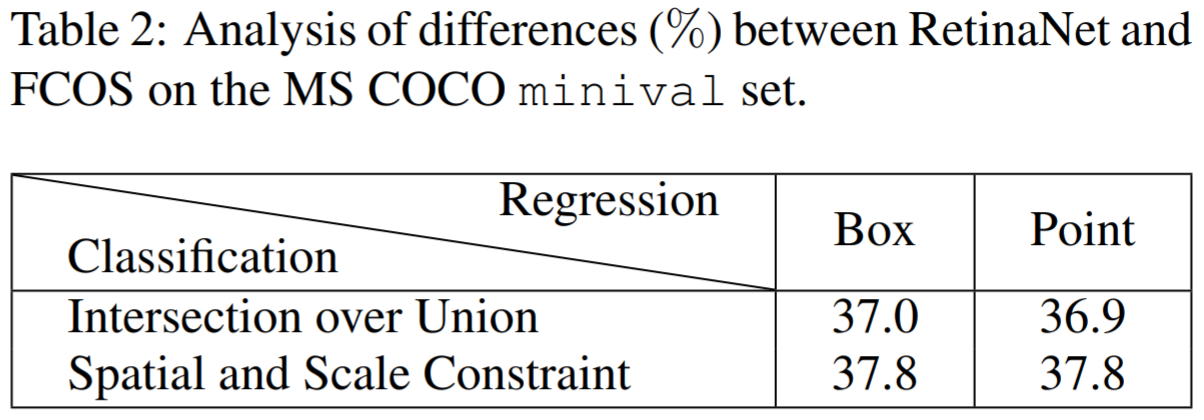 Table 2: Analysis of differences (%) between RetinaNet and
FCOS on the MS COCO minival set.
Regression
Classification
Box
Point
Intersection over Union 37.0 36.9
Spatial and Scale Constraint 37.8 37.8